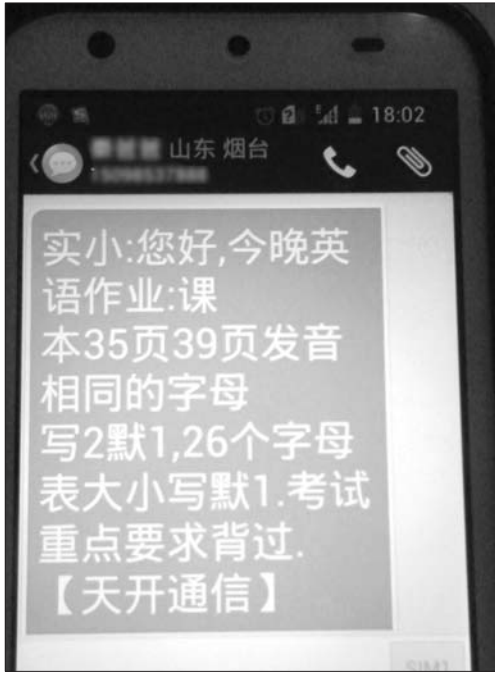 18:02
山东 烟台
实小:您好,今晚英
语作业:课
本35页39页发音
相同的字母
写2默1,26个字母
表大小写默1.考试
重点要求背过.
【天开通信】
SIM1